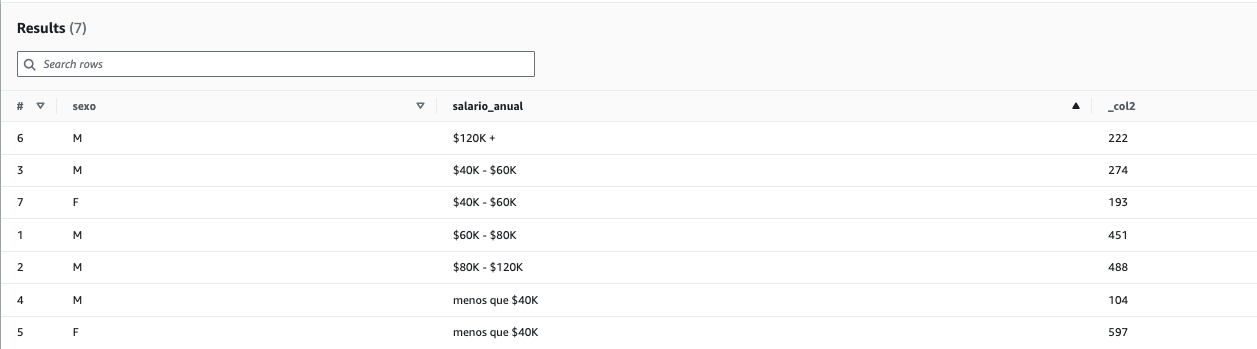 Results (7)
Search rows
# sexo salario_anual _col2
6 M $120K + 222
3 M $40K - $60K 274
7 F $40K - $60K 193
1 M $60K - $80K 451
2 M $80K - $120K 488
4 M menos que $40K 104
5 F menos que $40K 597